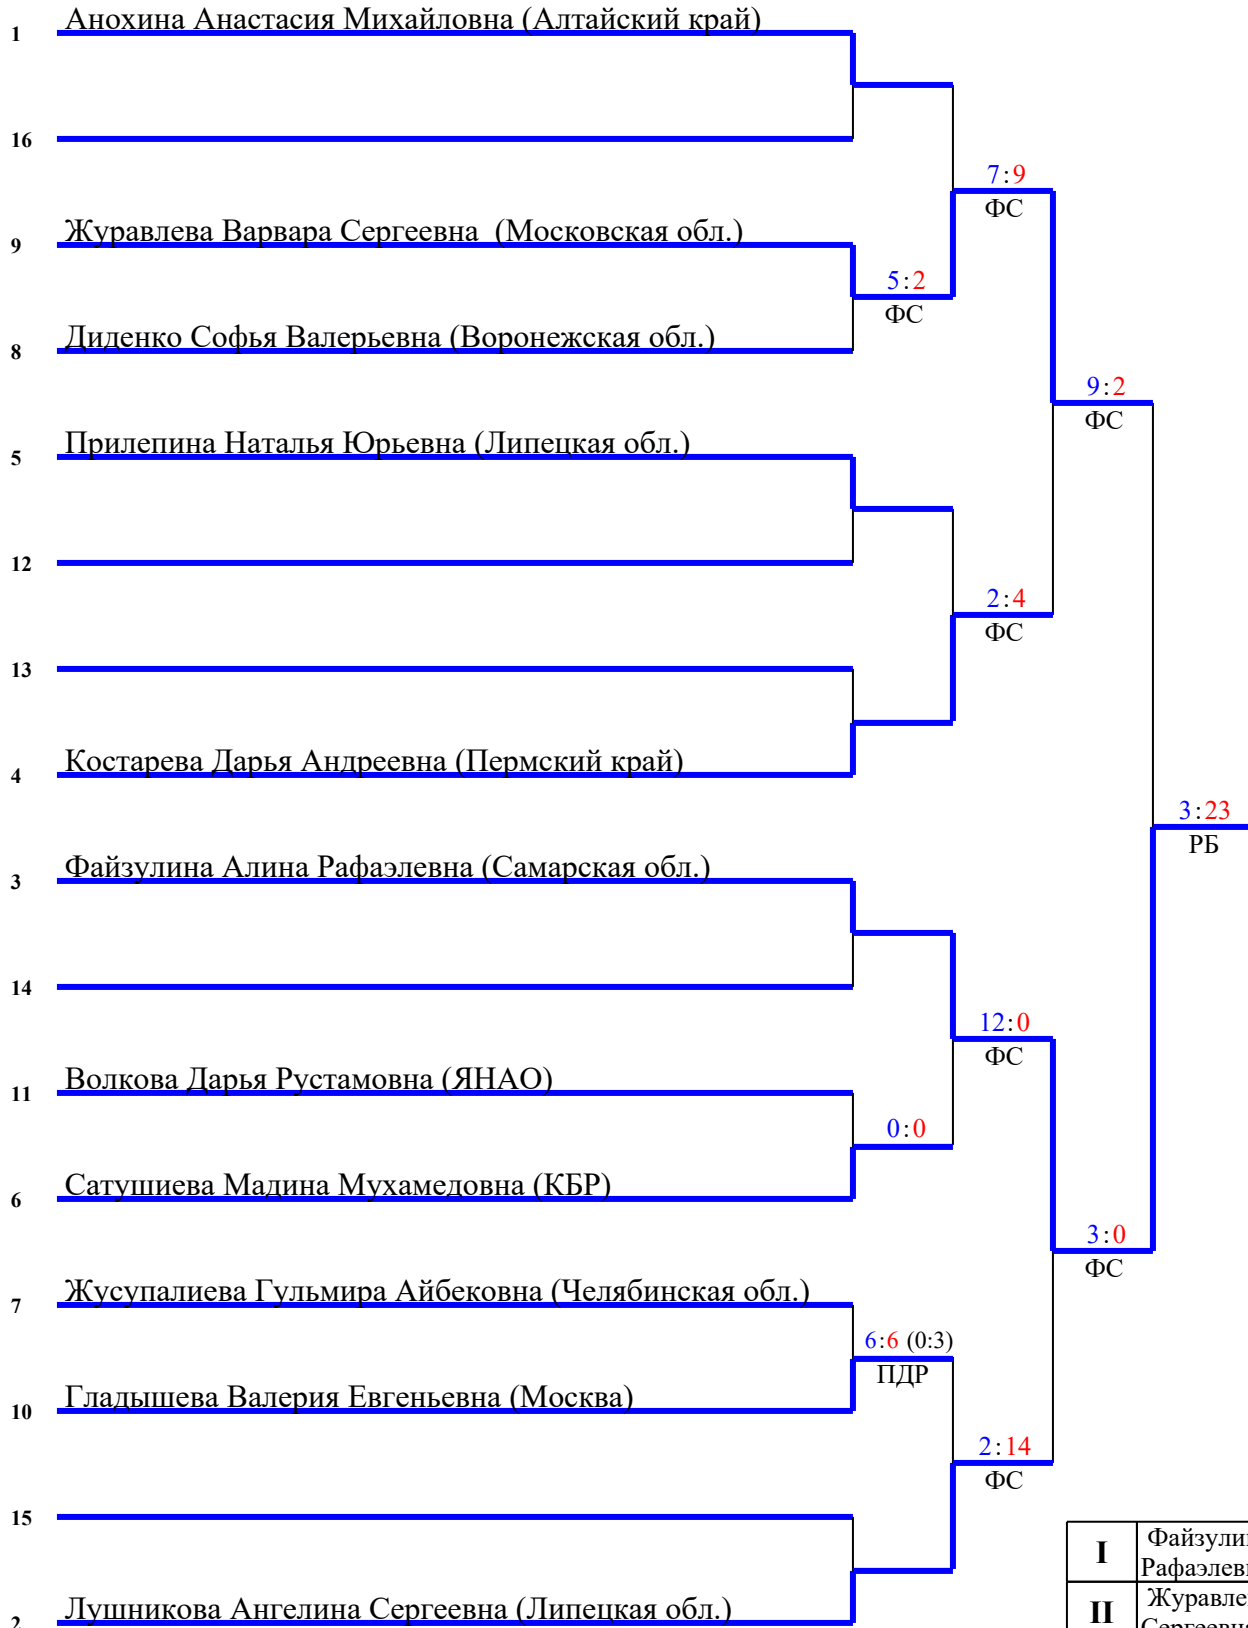 1 Анохина Анастасия Михайловна (Алтайский край)
16
7:9
ФС
9 Журавлева Варвара Сергеевна (Московская обл.)
5:2
ФС
8 Диденко Софья Валерьевна (Воронежская обл.)
9:2
ФС
5 Прилепина Наталья Юрьевна (Липецкая обл.)
12
2:4
ФС
13
4 Костарева Дарья Андреевна (Пермский край)
3:23
РБ
3 Файзулина Алина Рафаэлевна (Самарская обл.)
14
12:0
ФС
11 Волкова Дарья Рустамовна (ЯНАО)
0:0
6 Сатушиева Мадина Мухамедовна (КБР)
3:0
ФС
7 Жусупалиева Гульмира Айбековна (Челябинская обл.)
6:6 (0:3)
ПДР
10 Гладышева Валерия Евгеньевна (Москва)
2:14
ФС
15
2 Лушникова Ангелина Сергеевна (Липецкая обл.)
I
II